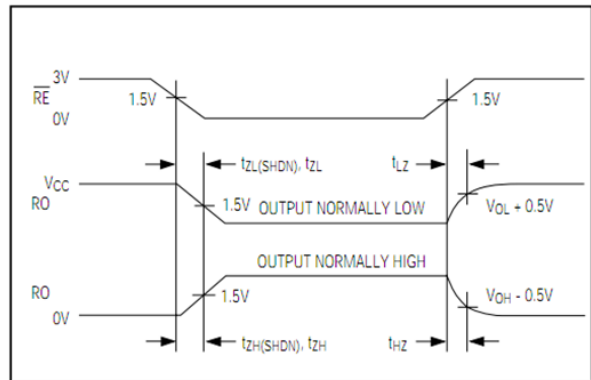 3V
RE
1.5V
1.5V
0V
tZL(SHDN), tZL
tLZ
VCC
RO
1.5V
OUTPUT NORMALLY LOW
VOL + 0.5V
OUTPUT NORMALLY HIGH
RO
1.5V
VOH - 0.5V
0V
tZH(SHDN), tZH
tHZ